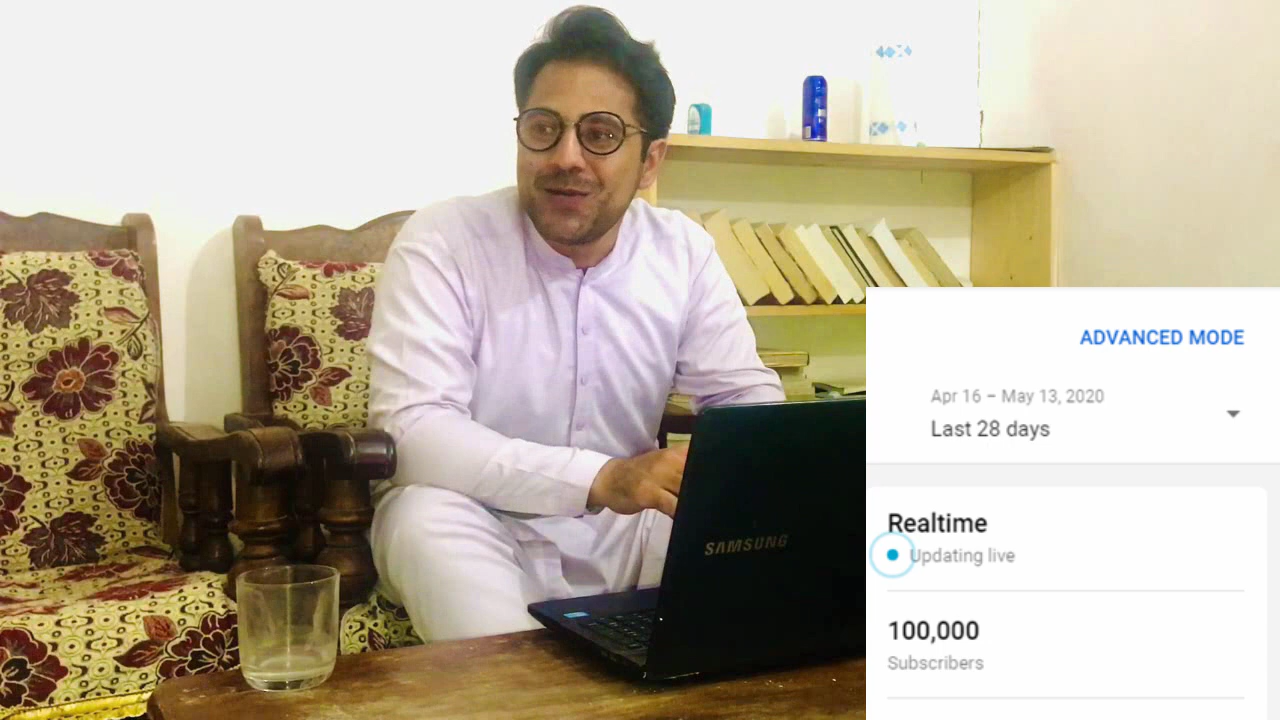 SAMSUNG
ADVANCED MODE
Apr 16 – May 13, 2020
Last 28 days
Realtime
Updating live
100,000
Subscribers